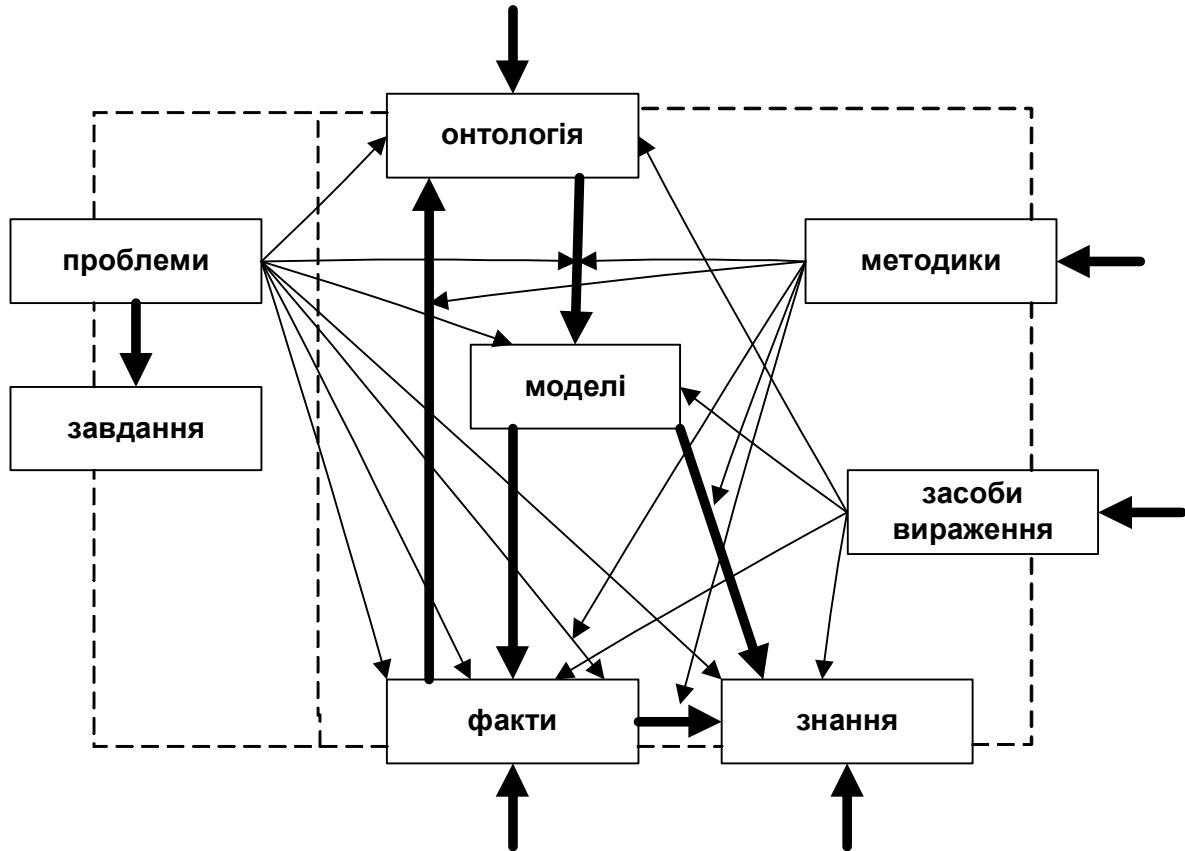 онтологія
проблеми
методики
моделі
завдання
засоби
вираження
факти
знання